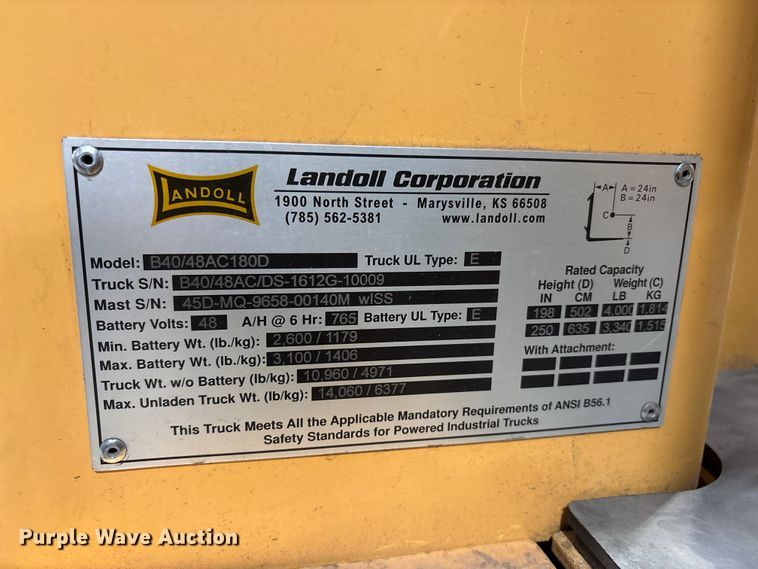 LANDOLL
Landoll Corporation
1900 North Street - Marysville, KS 66508
(785) 562-5381 www.landoll.com
A A = 24in
B = 24in
C
B
D
Model: B40/48AC180D Truck UL Type: E
Truck S/N: B40/48AC/DS-1612G-10009
Mast S/N: 45D-MQ-9658-00140M wISS
Battery Volts: 48 A/H @ 6 Hr: 765 Battery UL Type: E
Min. Battery Wt. (lb./kg): 2,600 / 1179
Max. Battery Wt. (lb./kg): 3,100 / 1406
Truck Wt. w/o Battery (lb/kg): 10,960 / 4971
Max. Unladen Truck Wt. (lb/kg): 14,060 / 6377
Rated Capacity
Height (D) Weight (C)
IN CM LB KG
198 502 4,000 1,814
250 635 3,340 1,515
With Attachment:
This Truck Meets All the Applicable Mandatory Requirements of ANSI B56.1
Safety Standards for Powered Industrial Trucks
Purple Wave Auction